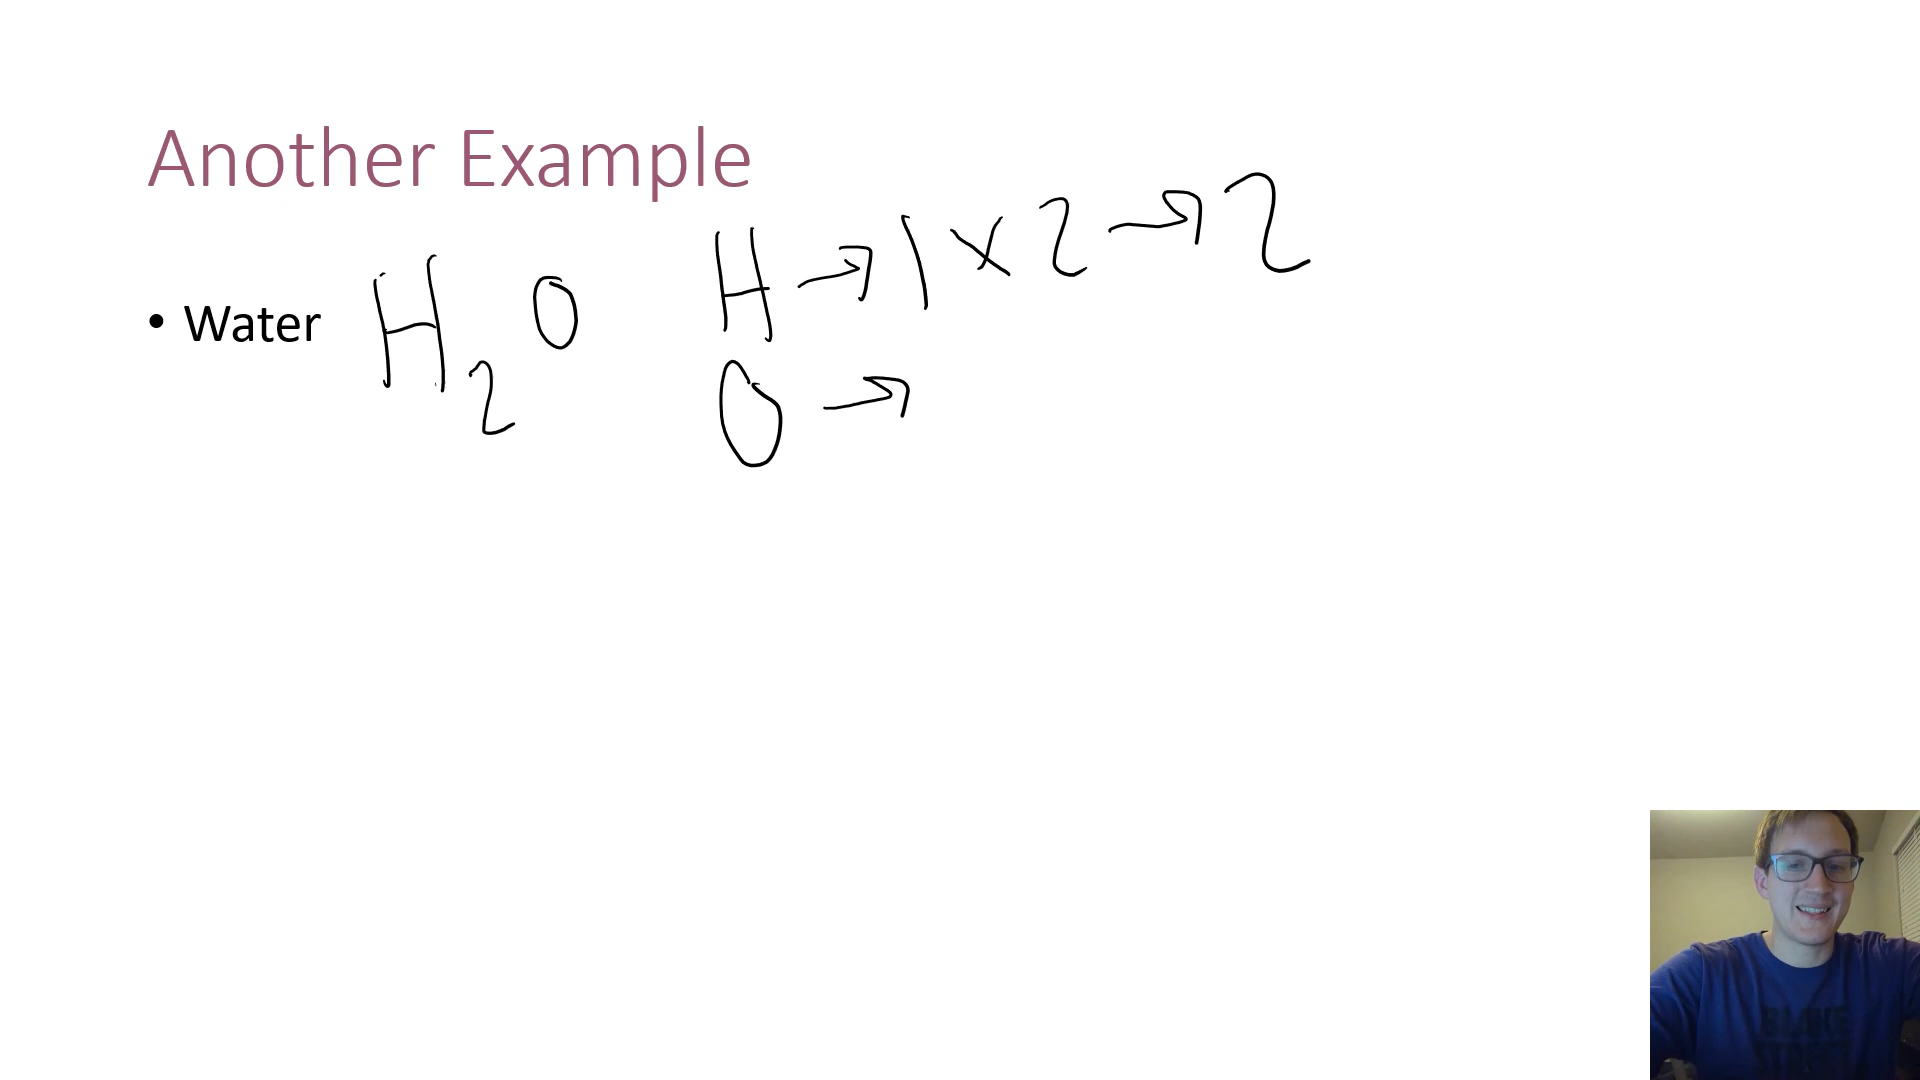 Another Example
• Water H₂O
H → 1 x 2 → 2
O →